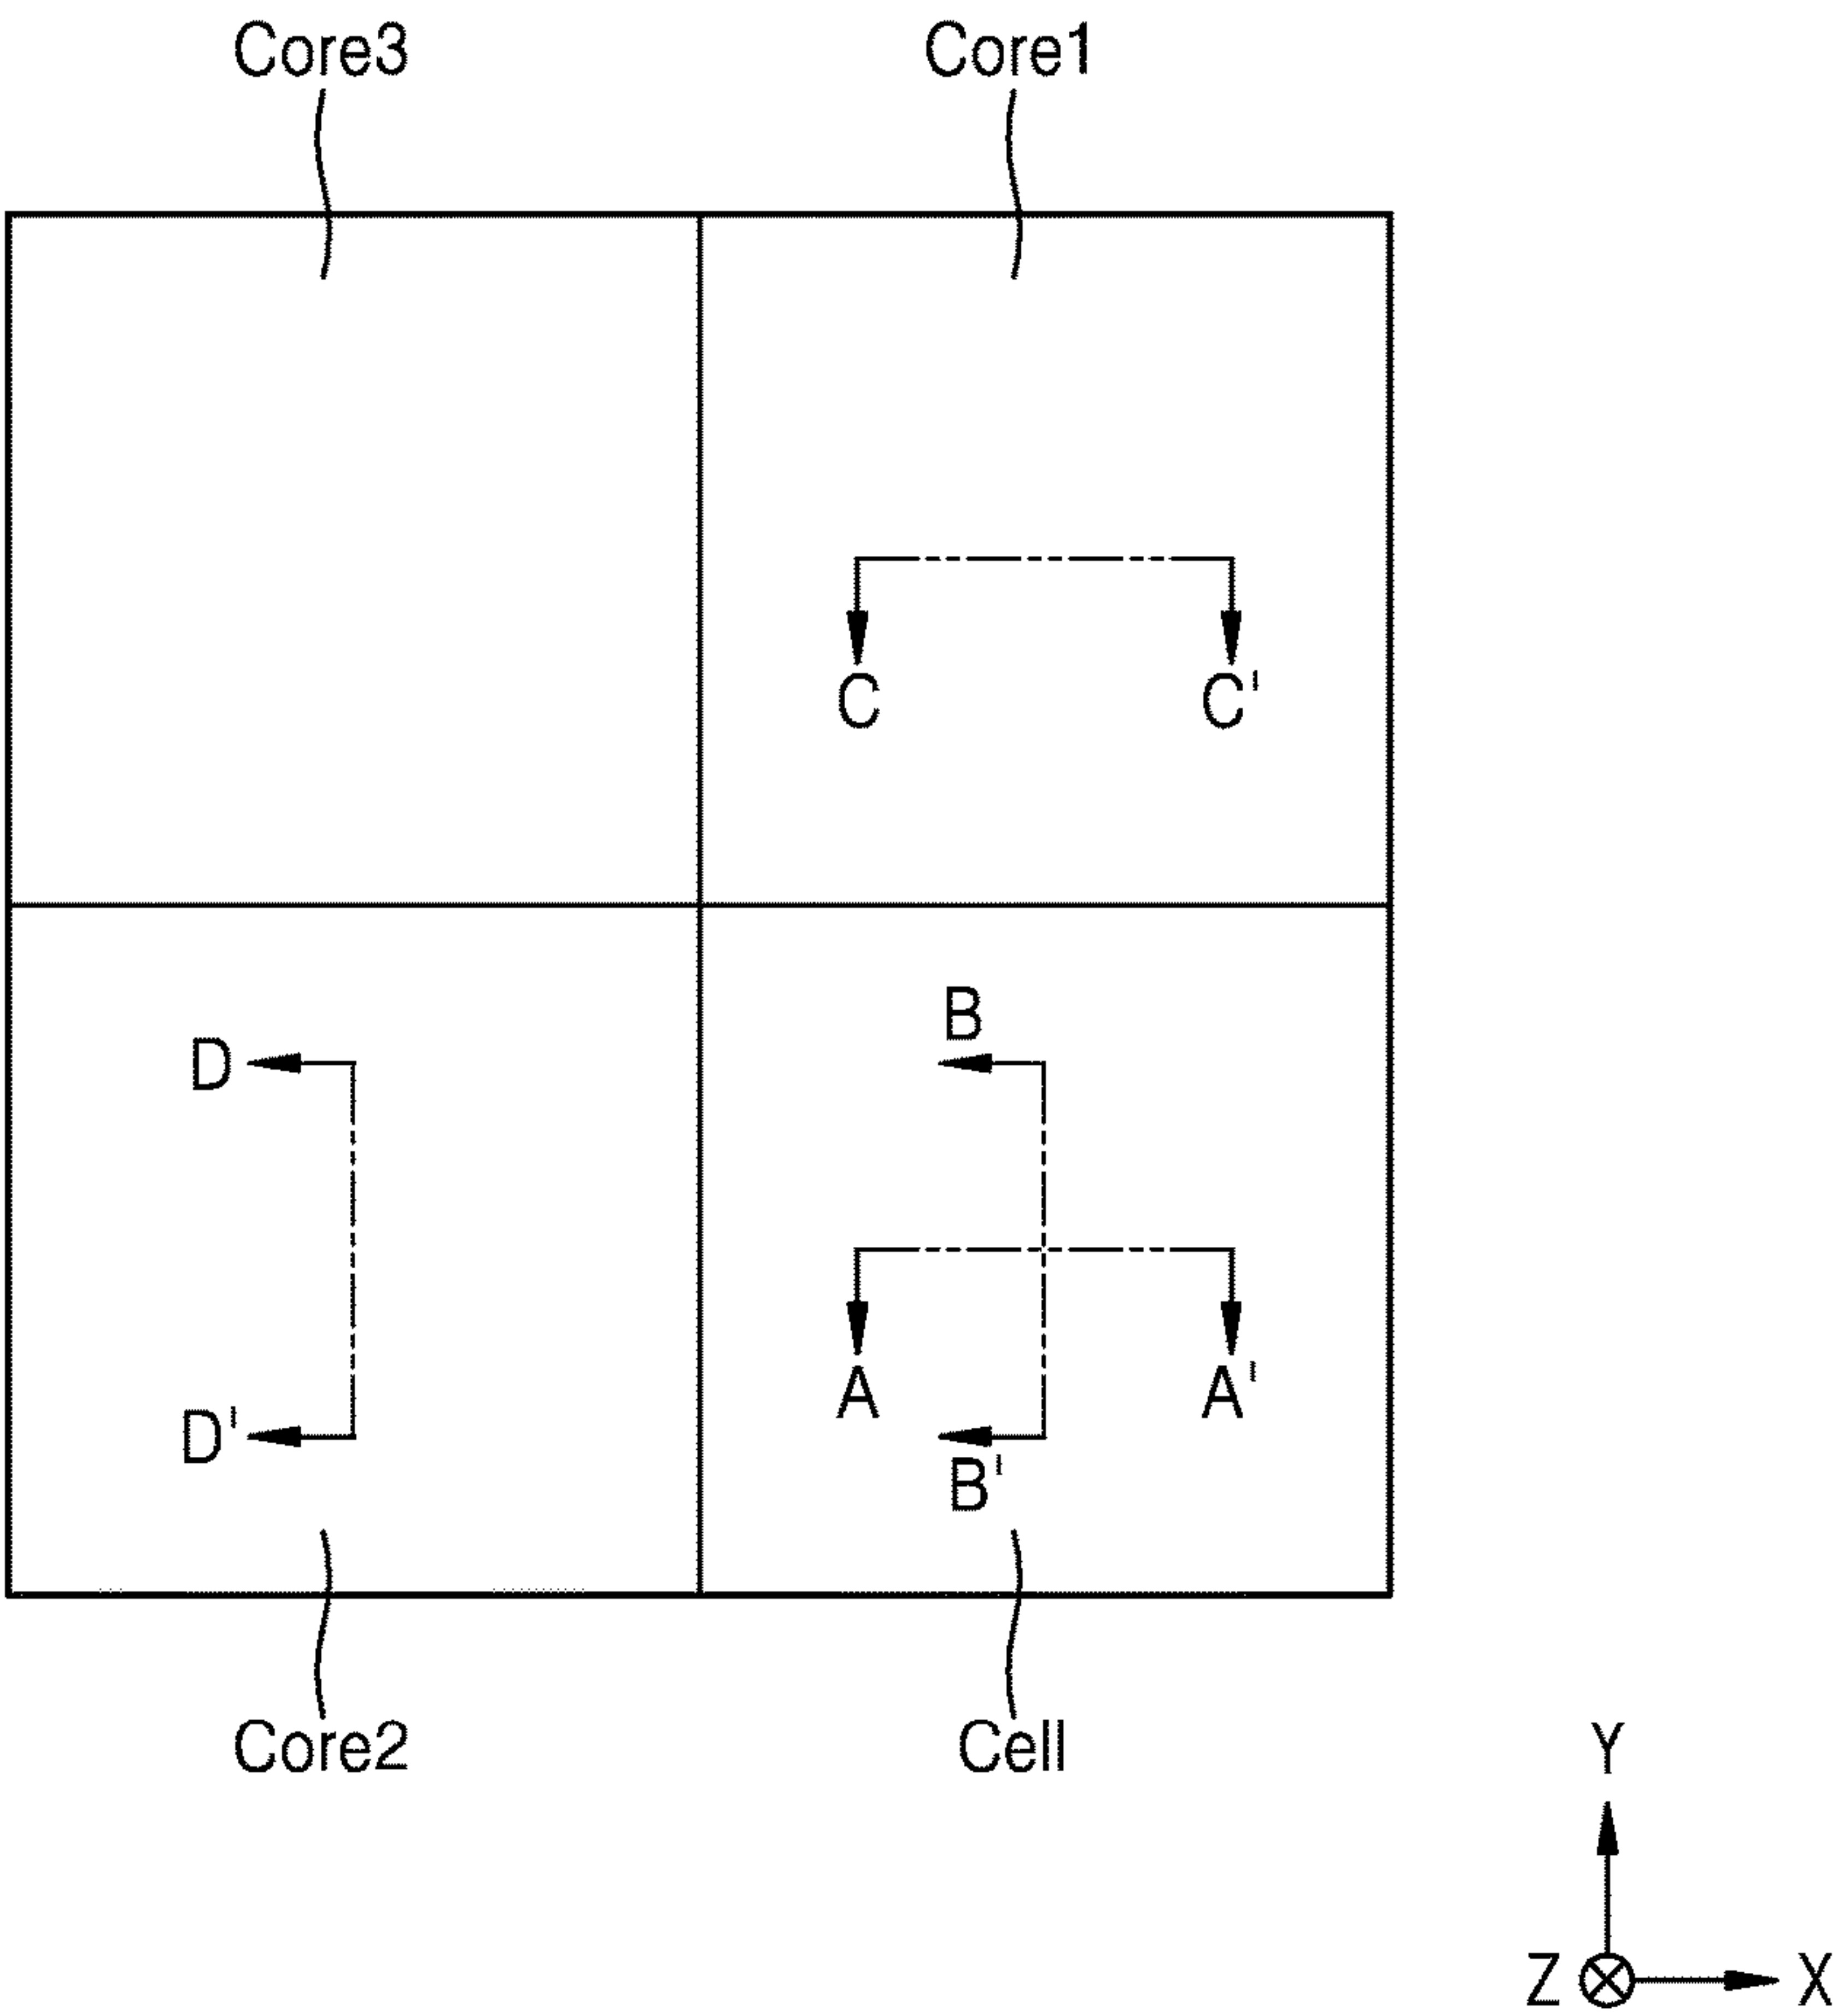 Core3 Core1
C C'
B
D
A A'
D'
B'
Core2 Cell
Y
Z X